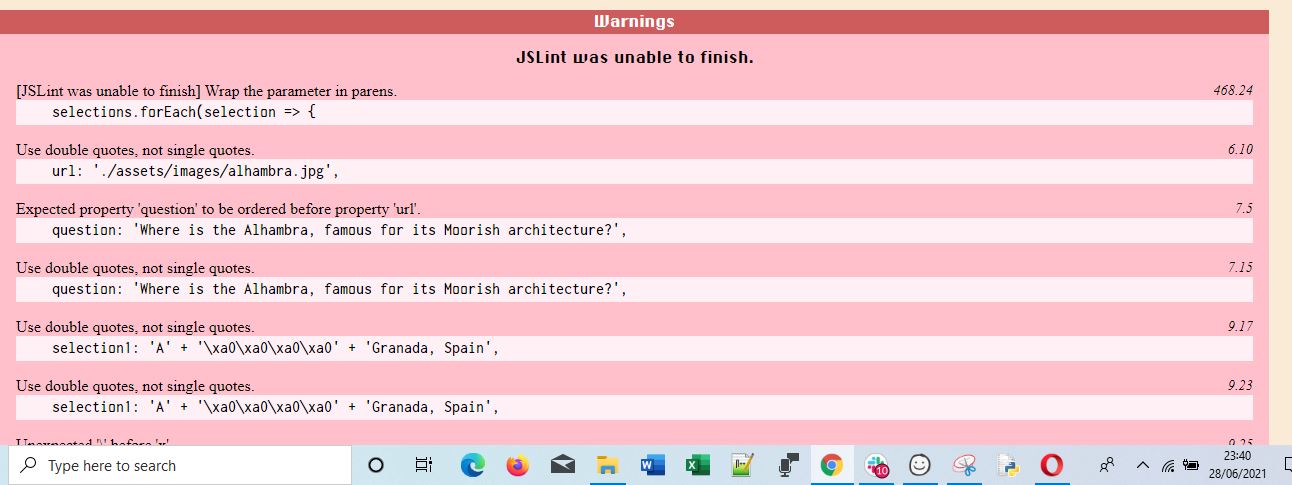 Warnings
JSLint was unable to finish.
[JSLint was unable to finish] Wrap the parameter in parens. 468.24
selections.forEach(selection => {
Use double quotes, not single quotes. 6.10
url: './assets/images/alhambra.jpg',
Expected property 'question' to be ordered before property 'url'. 7.5
question: 'Where is the Alhambra, famous for its Moorish architecture?',
Use double quotes, not single quotes. 7.15
question: 'Where is the Alhambra, famous for its Moorish architecture?',
Use double quotes, not single quotes. 9.17
selection1: 'A' + '\xa0\xa0\xa0\xa0' + 'Granada, Spain',
Use double quotes, not single quotes. 9.23
selection1: 'A' + '\xa0\xa0\xa0\xa0' + 'Granada, Spain',
Unexpected '\' before 'x'. 9.25
Type here to search
10
23:40
28/06/2021